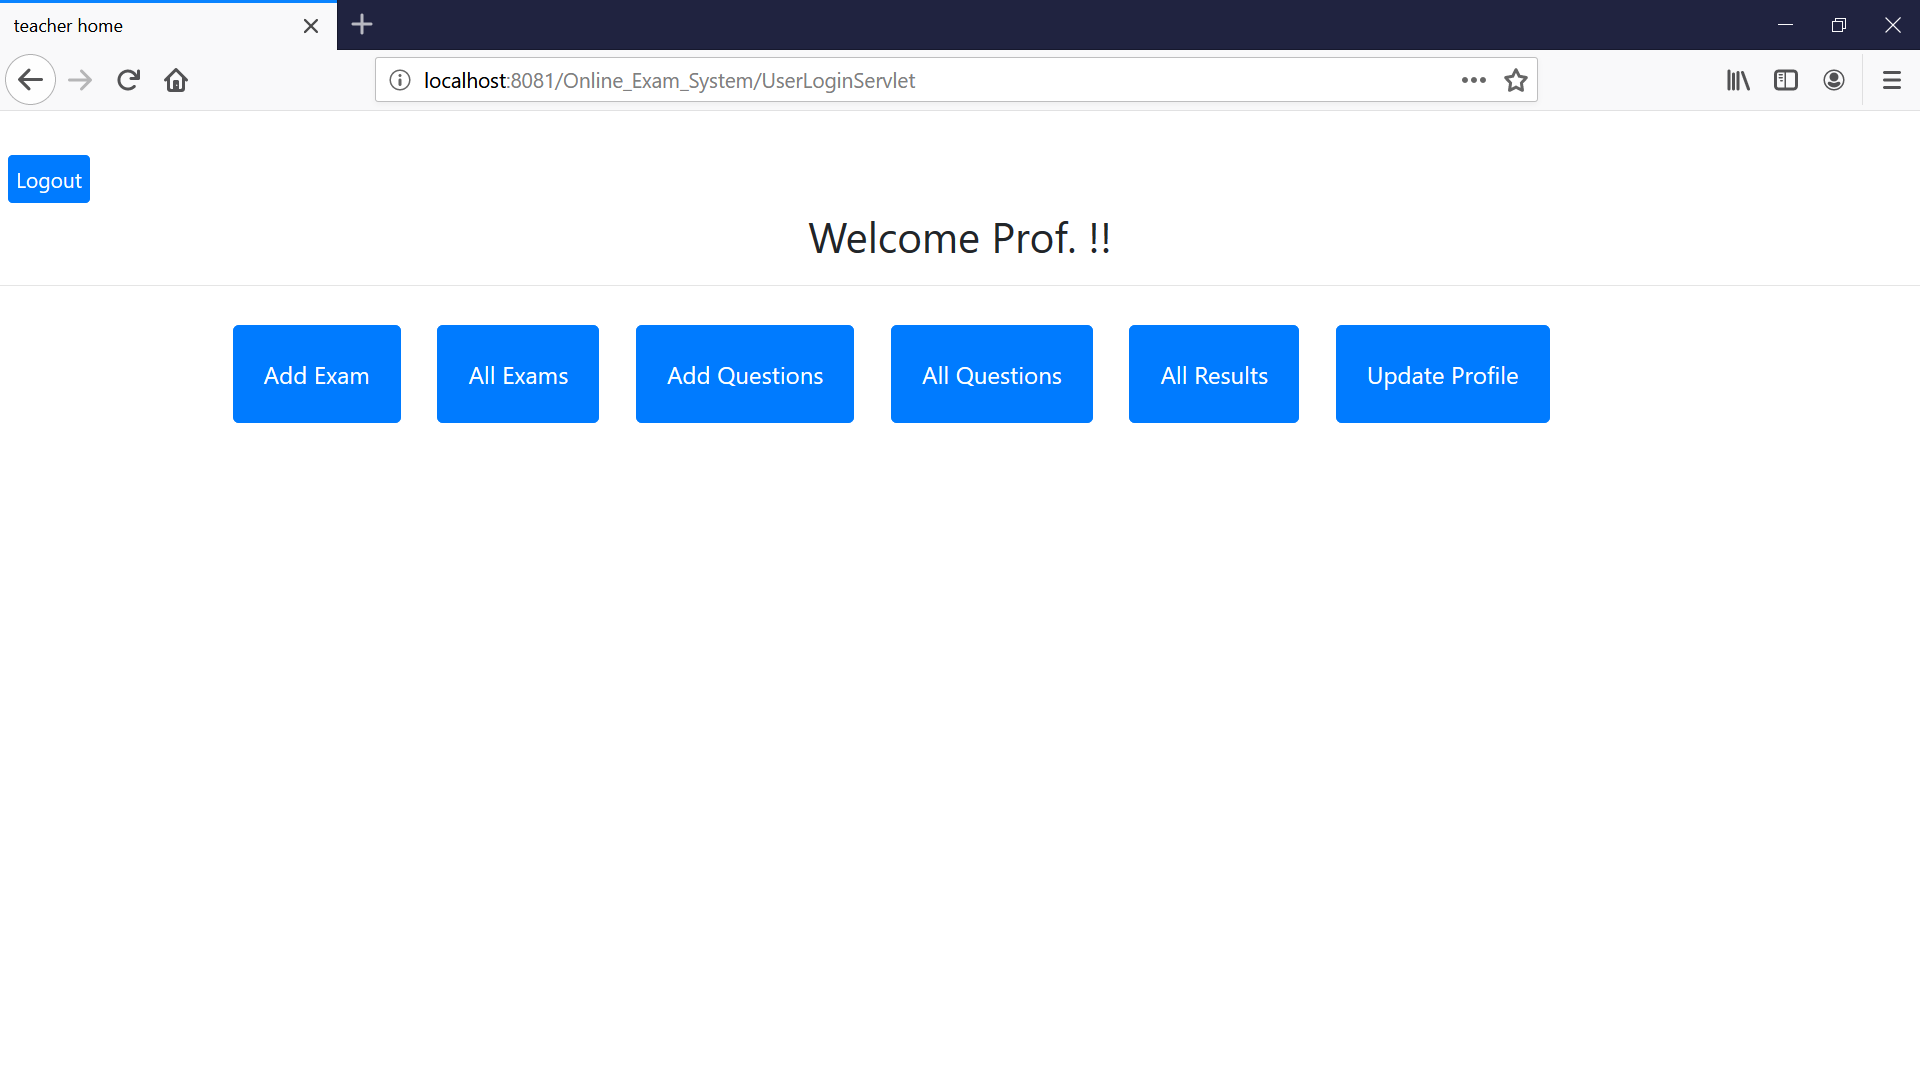 teacher home
localhost:8081/Online_Exam_System/UserLoginServlet
Logout
Welcome Prof. !!
Add Exam All Exams Add Questions All Questions All Results Update Profile